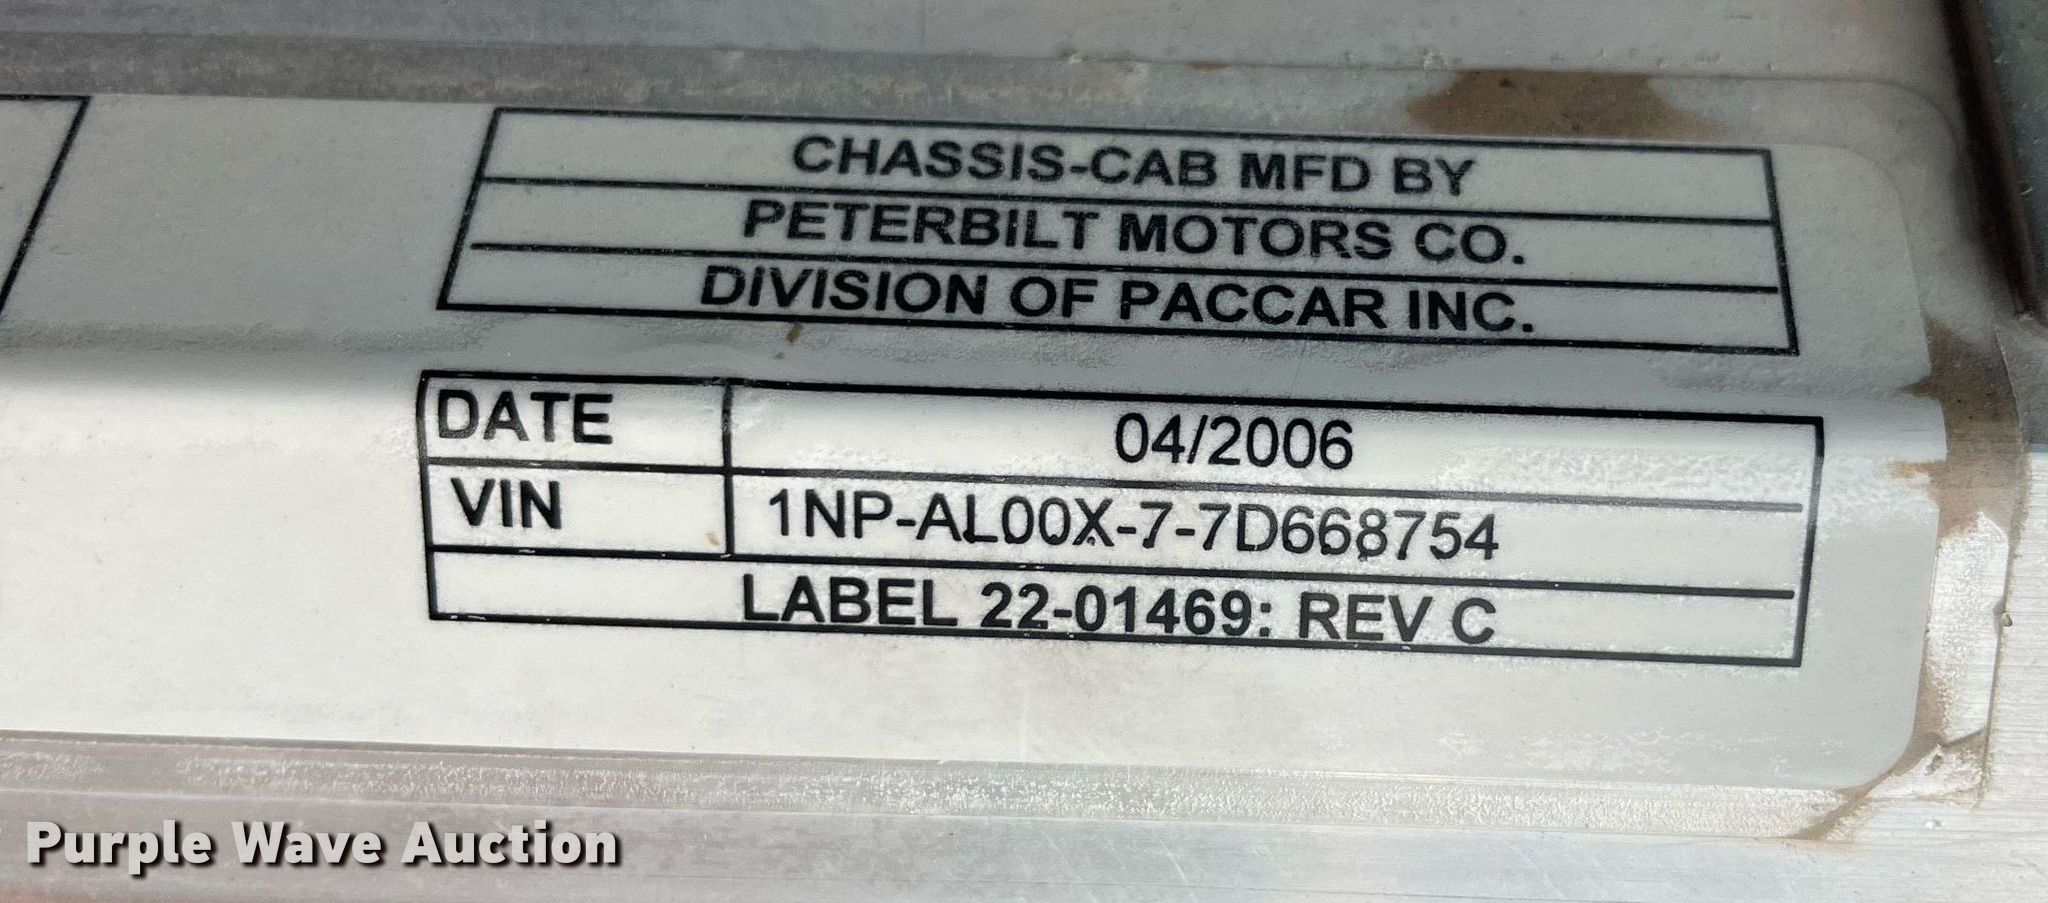 CHASSIS-CAB MFD BY
PETERBILT MOTORS CO.
DIVISION OF PACCAR INC.
DATE 04/2006
VIN 1NP-AL00X-7-7D668754
LABEL 22-01469: REV C
Purple Wave Auction